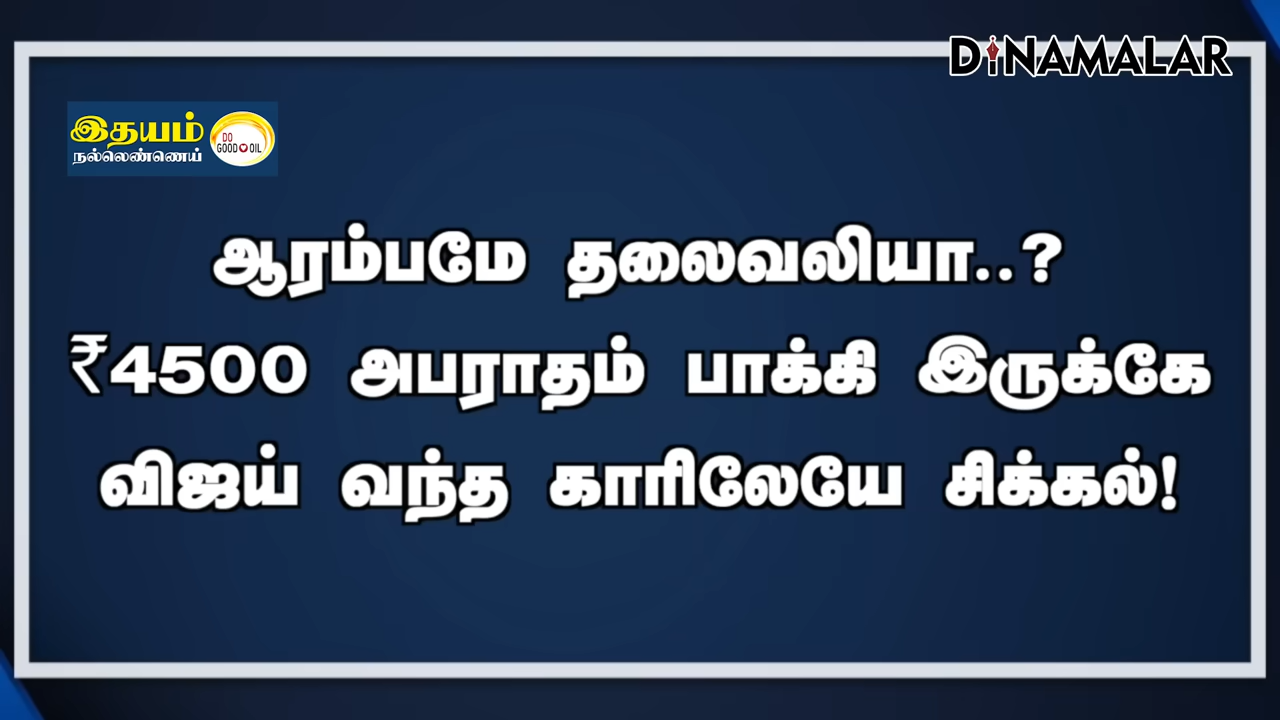 DINAMALAR
இதயம்
நல்லெண்ணெய்
DO
GOOD OIL
ஆரம்பமே தலைவலியா..?
₹4500 அபராதம் பாக்கி இருக்கே
விஜய் வந்த காரிலேயே சிக்கல்!